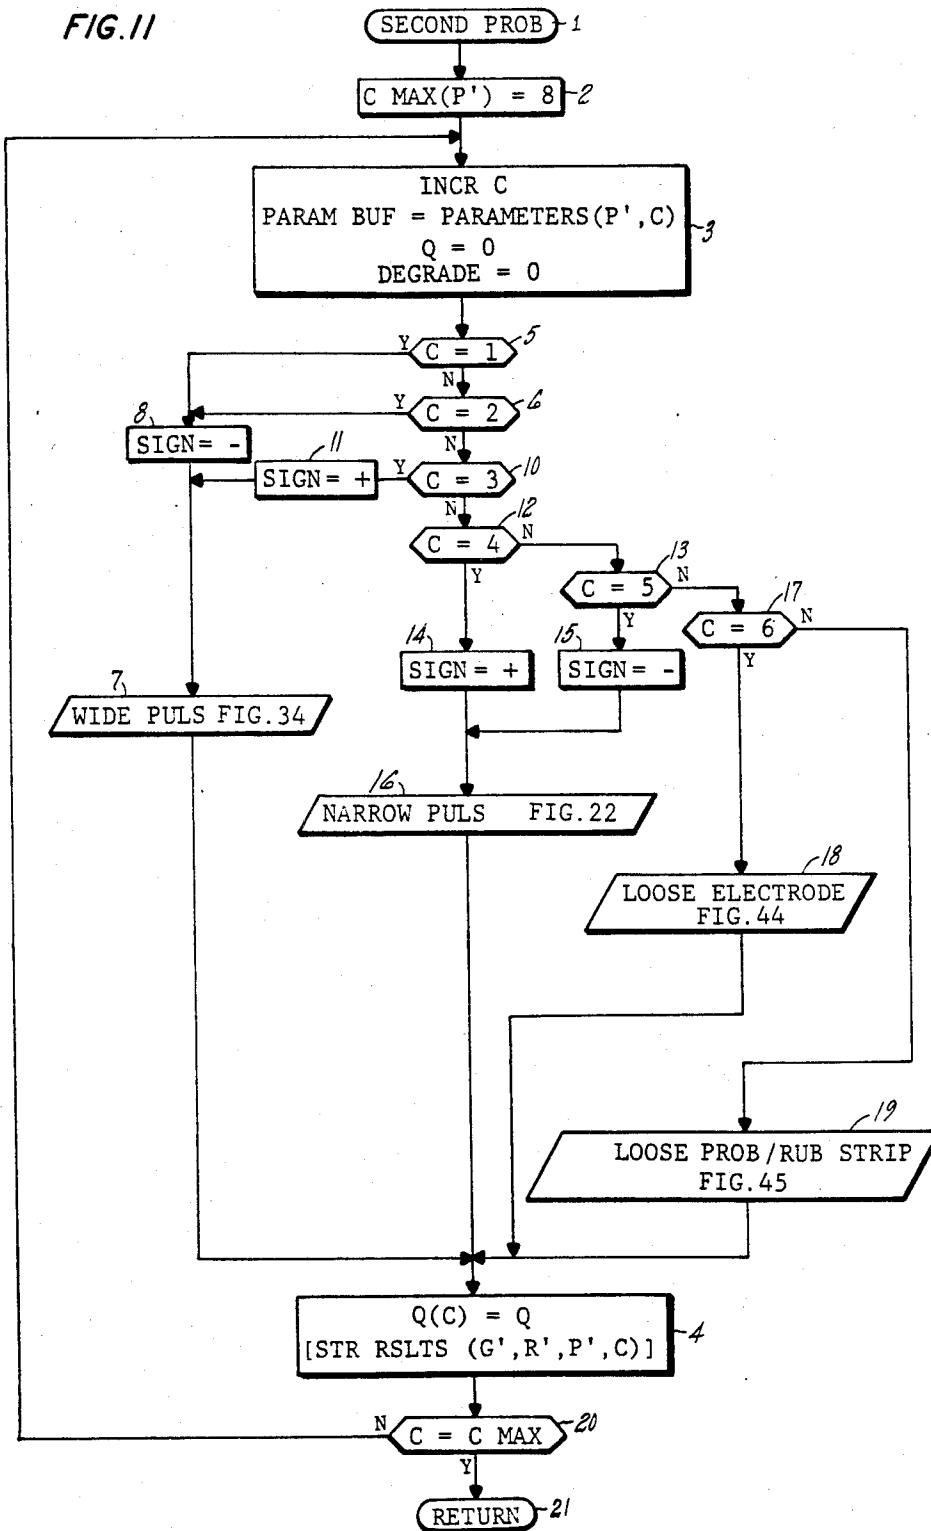 FIG.11
SECOND PROB
1
C MAX(P') = 8
2
INCR C
PARAM BUF = PARAMETERS(P',C)
Q = 0
DEGRADE = 0
3
Y
C = 1
5
N
Y
C = 2
6
8
SIGN= -
N
11
SIGN= +
Y
C = 3
10
N
12
C = 4
N
Y
13
C = 5
N
Y
17
C = 6
N
Y
14
SIGN= +
15
SIGN= -
7
WIDE PULS FIG.34
16
NARROW PULS FIG.22
18
LOOSE ELECTRODE
FIG.44
19
LOOSE PROB/RUB STRIP
FIG.45
Q(C) = Q
[STR RSLTS (G',R',P',C)]
4
N
C = C MAX
20
Y
RETURN
21